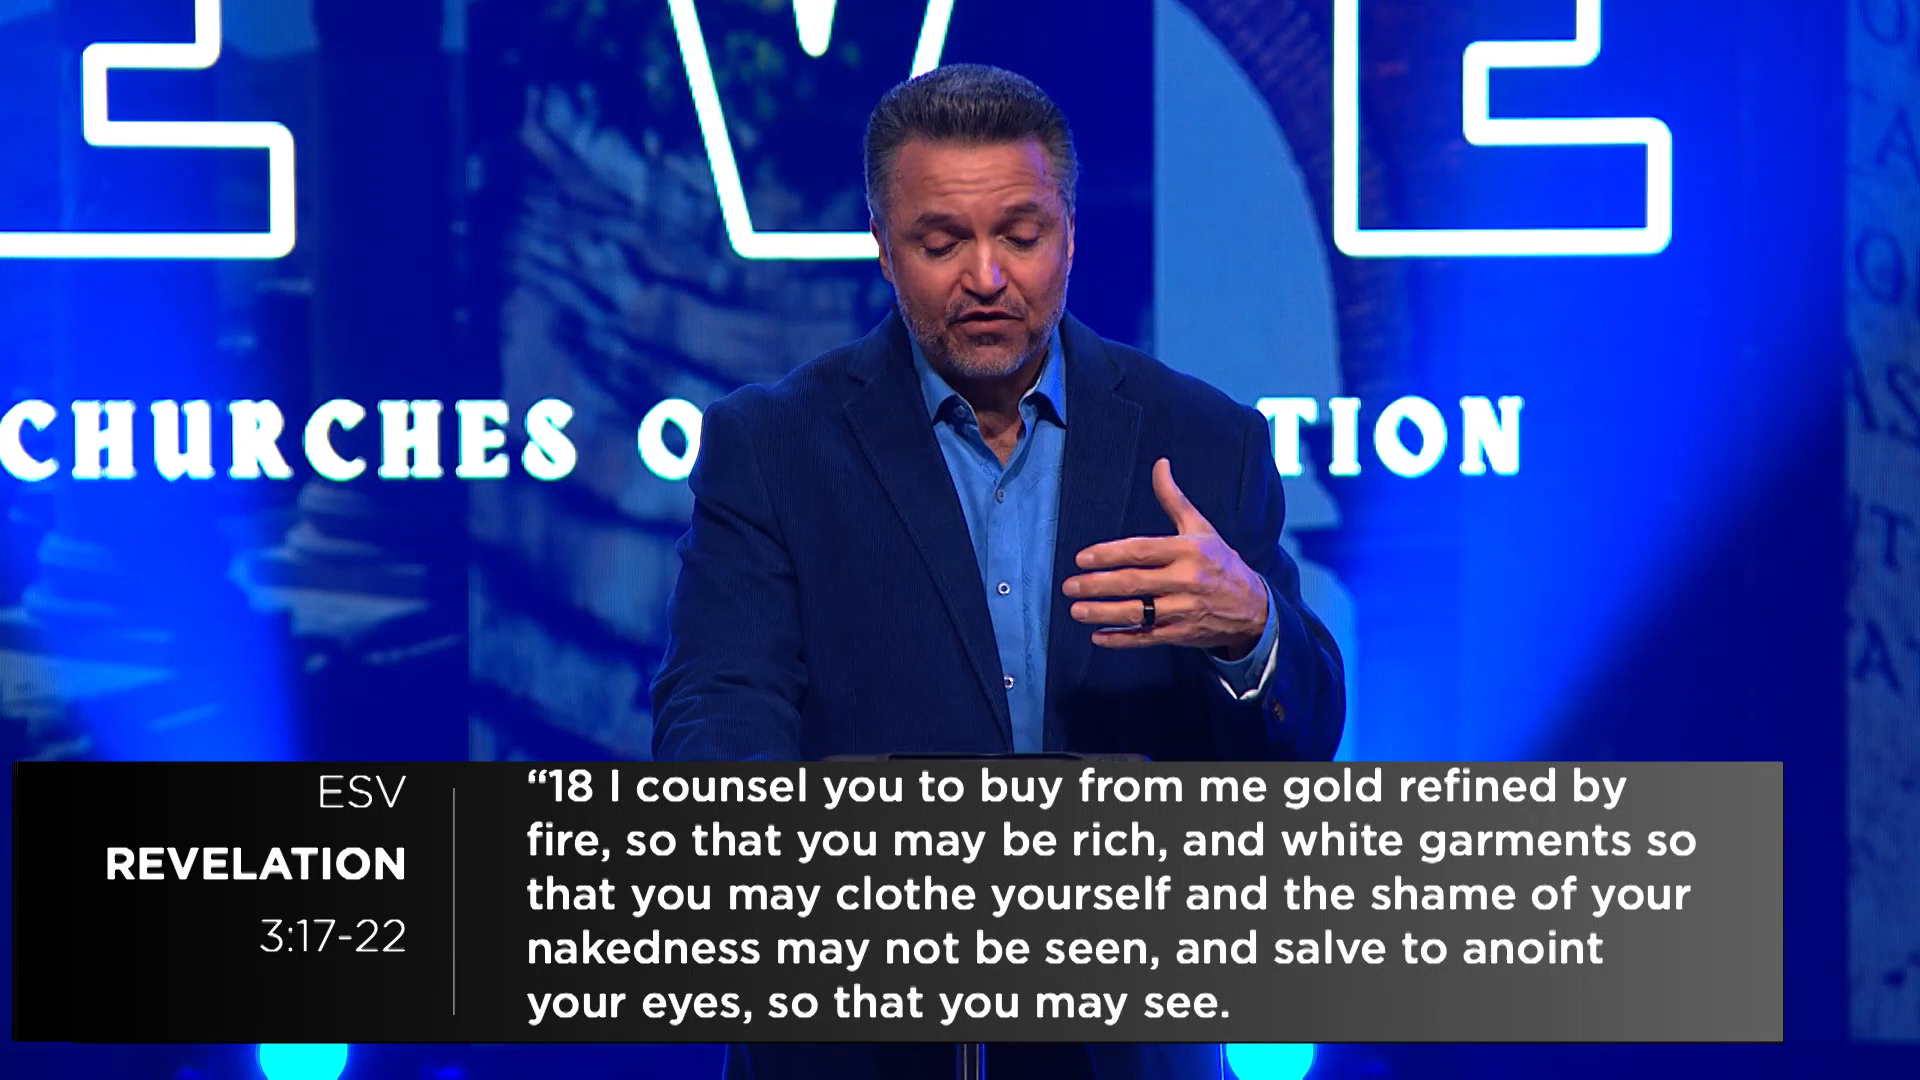 E V E
CHURCHES O TION
ESV
REVELATION
3:17-22
“18 I counsel you to buy from me gold refined by
fire, so that you may be rich, and white garments so
that you may clothe yourself and the shame of your
nakedness may not be seen, and salve to anoint
your eyes, so that you may see.